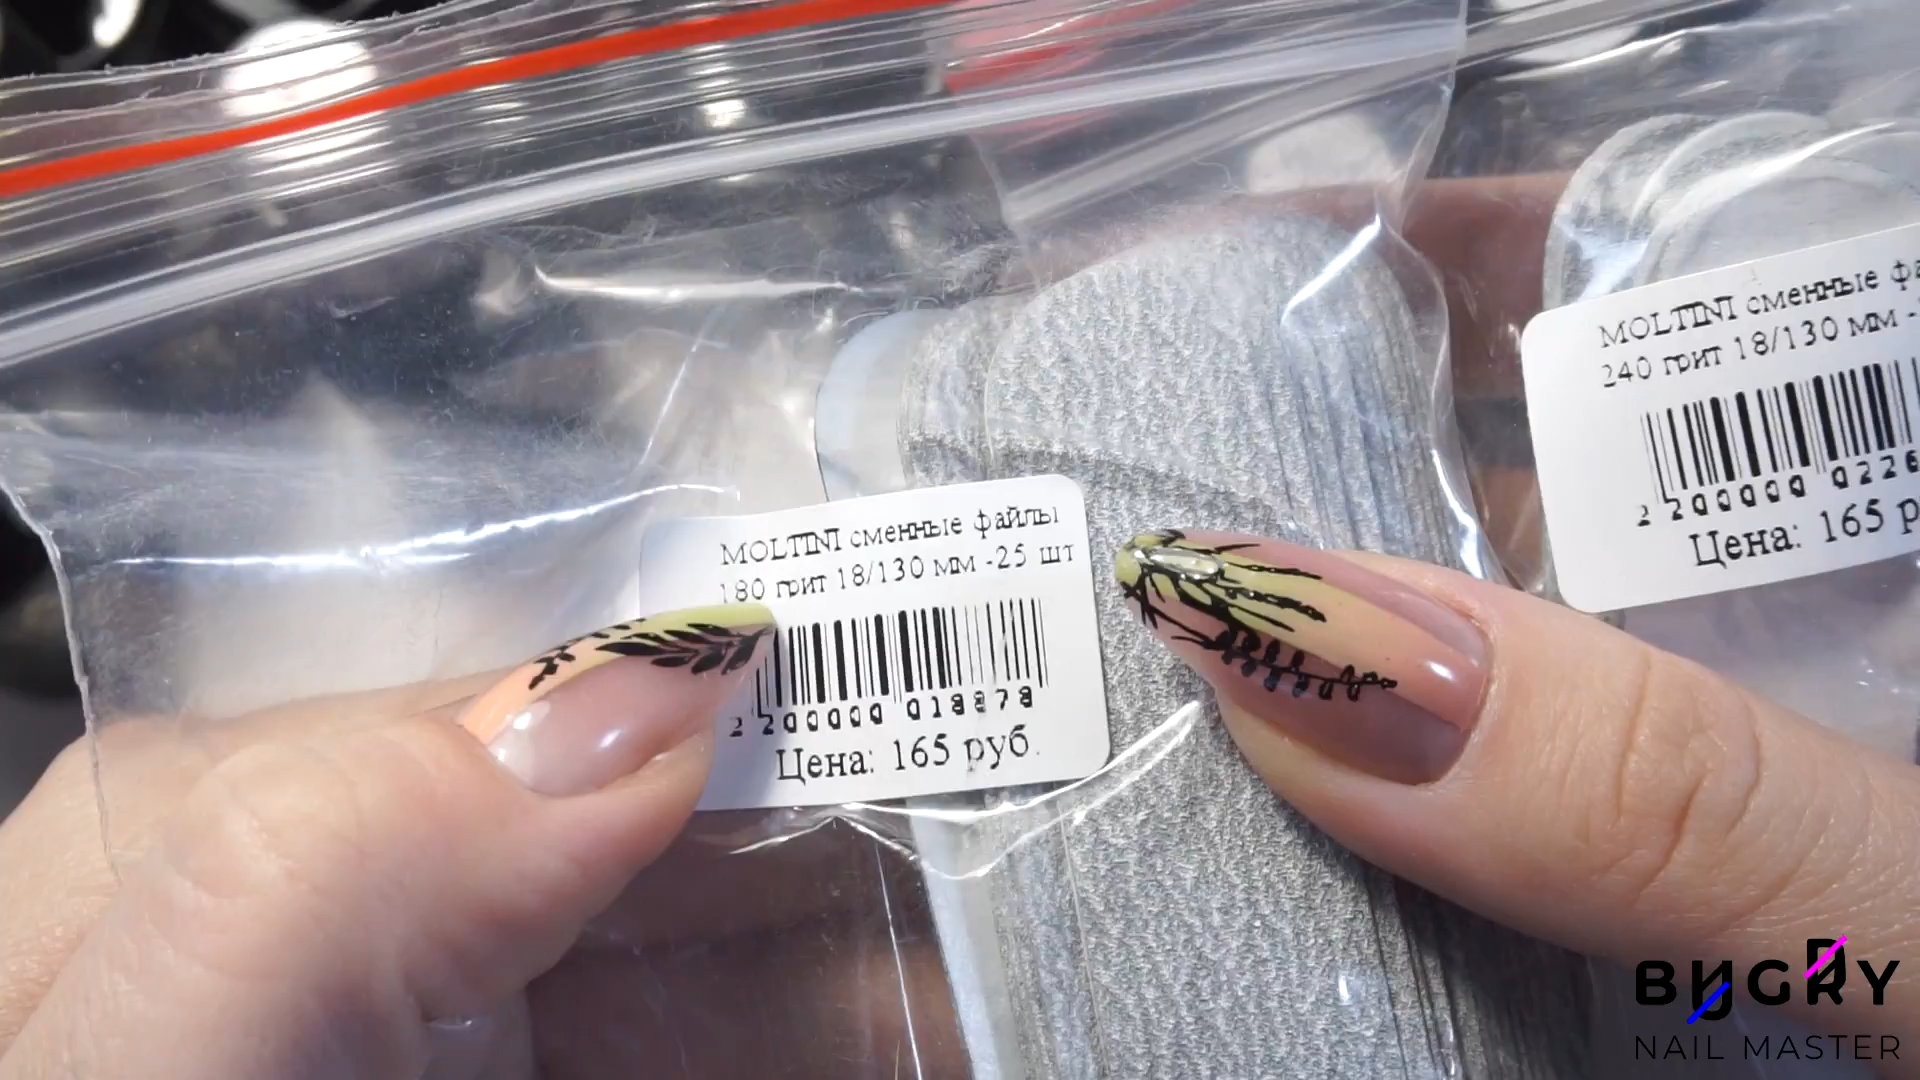 MOLTINI сменные файлы
180 грит 18/130 мм -25 шт
2 200000 018878
Цена: 165 руб.
MOLTINI сменные
240 грит 18/130 мм -
2 200000 0226
Цена: 165
BUGRY
NAIL MASTER